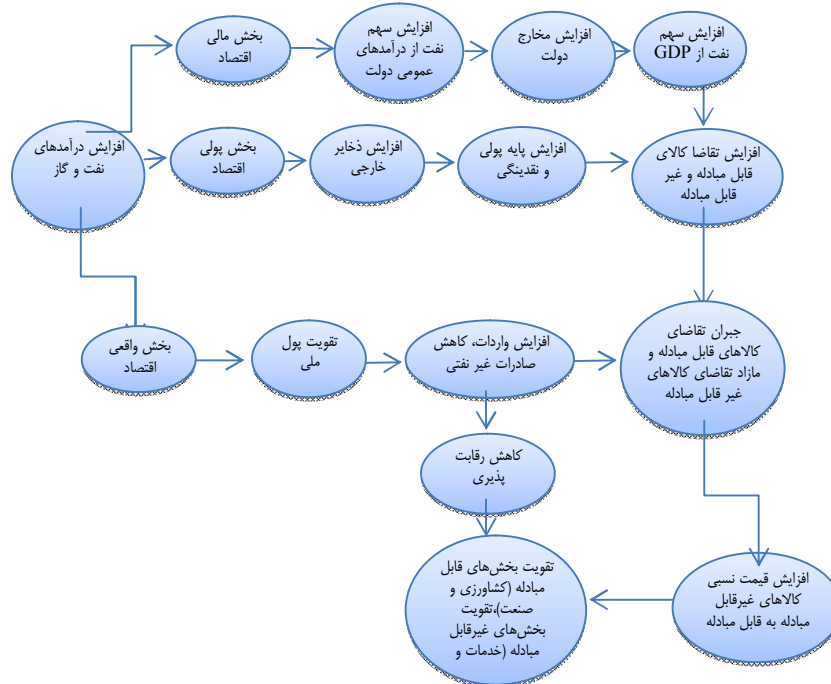 بخش مالی
اقتصاد
افزایش سهم
نفت از درآمدهای
عمومی دولت
افزایش مخارج
دولت
افزایش سهم
نفت از GDP
افزایش درآمدهای
نفت و گاز
بخش پولی
اقتصاد
افزایش ذخایر
خارجی
افزایش پایه پولی
و نقدینگی
افزایش تقاضا کالای
قابل مبادله و غیر
قابل مبادله
بخش واقعی
اقتصاد
تقویت پول
ملی
افزایش واردات، کاهش
صادرات غیر نفتی
جبران تقاضای
کالاهای قابل مبادله و
مازاد تقاضای کالاهای
غیر قابل مبادله
کاهش رقابت
پذیری
تقویت بخش‌های قابل
مبادله (کشاورزی و
صنعت)،تقویت
بخش‌های غیرقابل
مبادله (خدمات و
افزایش قیمت نسبی
کالاهای غیرقابل
مبادله به قابل مبادله